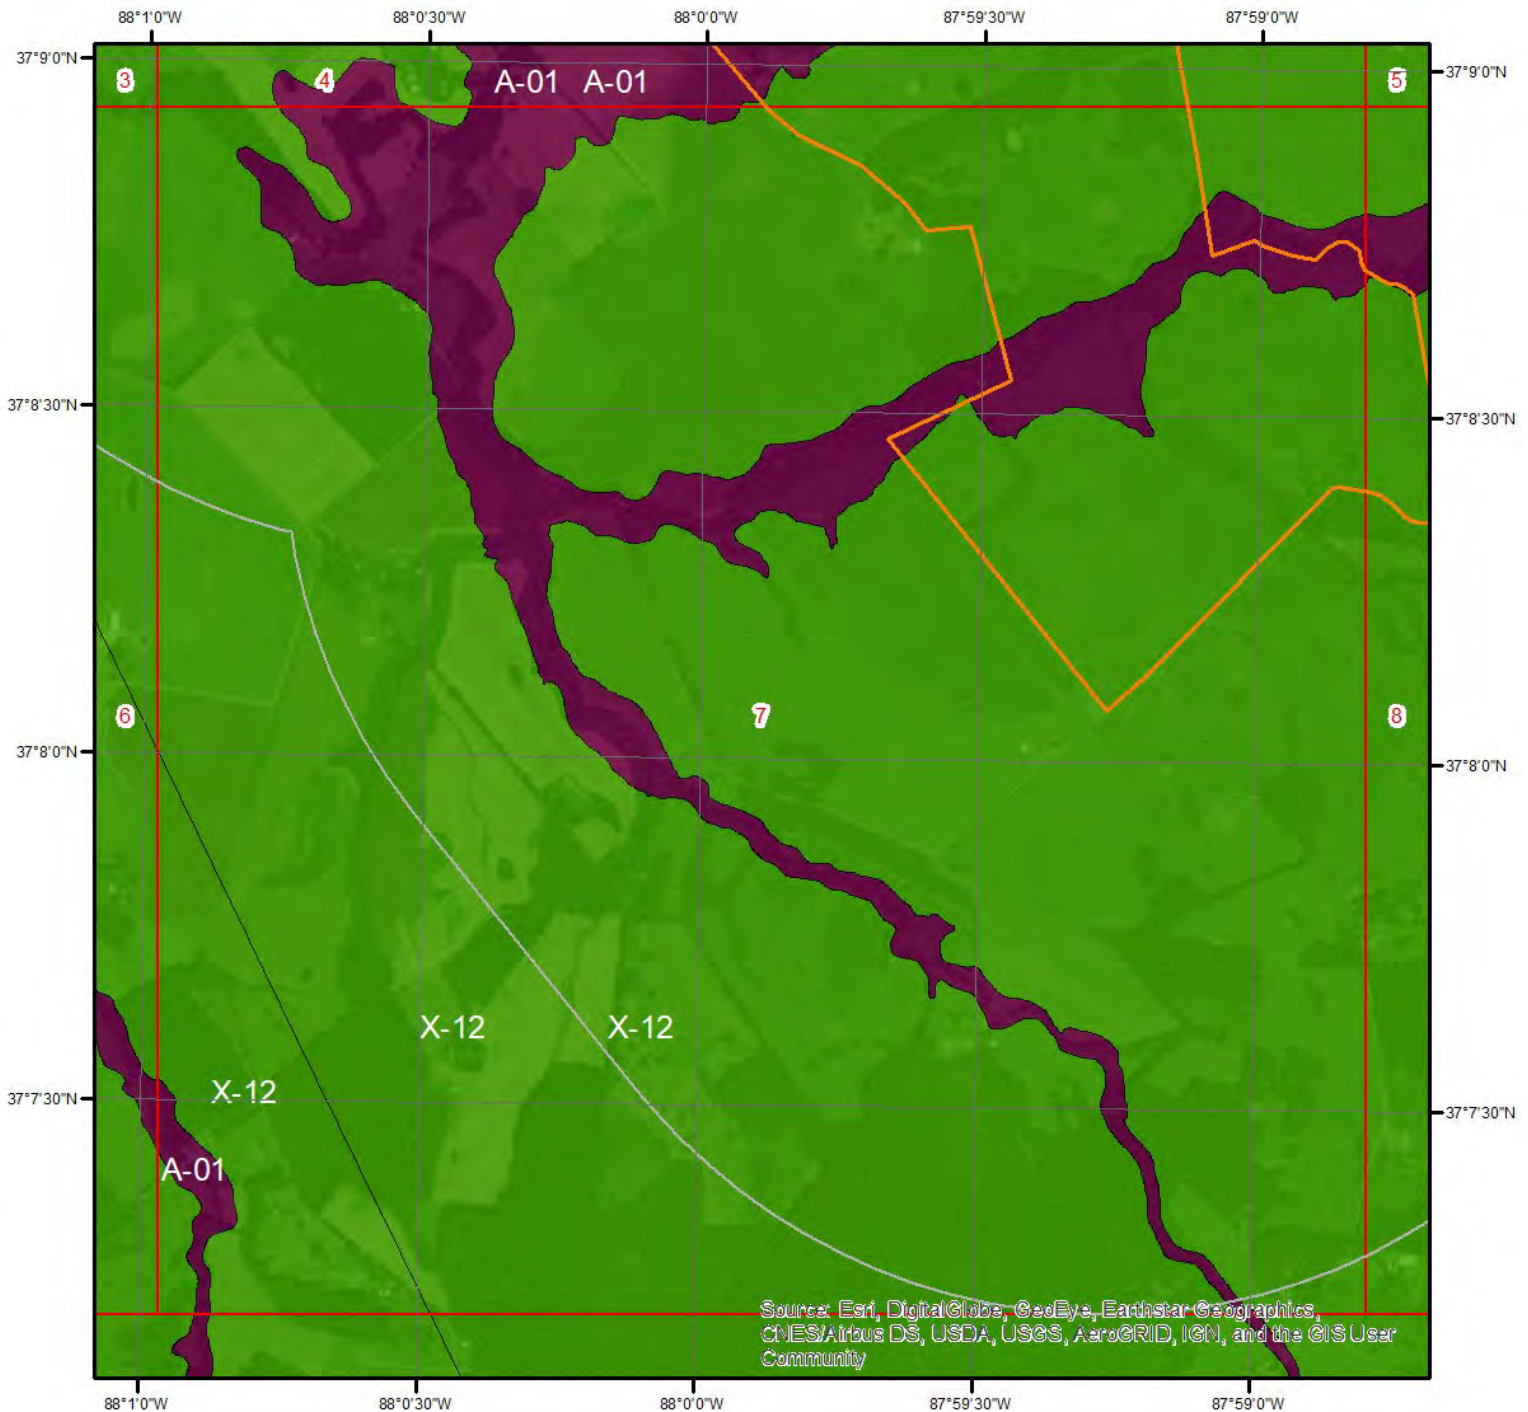 88°1'0"W 88°0'30"W 88°0'0"W 87°59'30"W 87°59'0"W
37°9'0"N 37°9'0"N
3 4 A-01 A-01 5
37°8'30"N 37°8'30"N
6 7 8
37°8'0"N 37°8'0"N
X-12 X-12
37°7'30"N X-12 37°7'30"N
A-01
Source: Esri, DigitalGlobe, GeoEye, Earthstar Geographics,
CNES/Airbus DS, USDA, USGS, AeroGRID, IGN, and the GIS User
Community
88°1'0"W 88°0'30"W 88°0'0"W 87°59'30"W 87°59'0"W